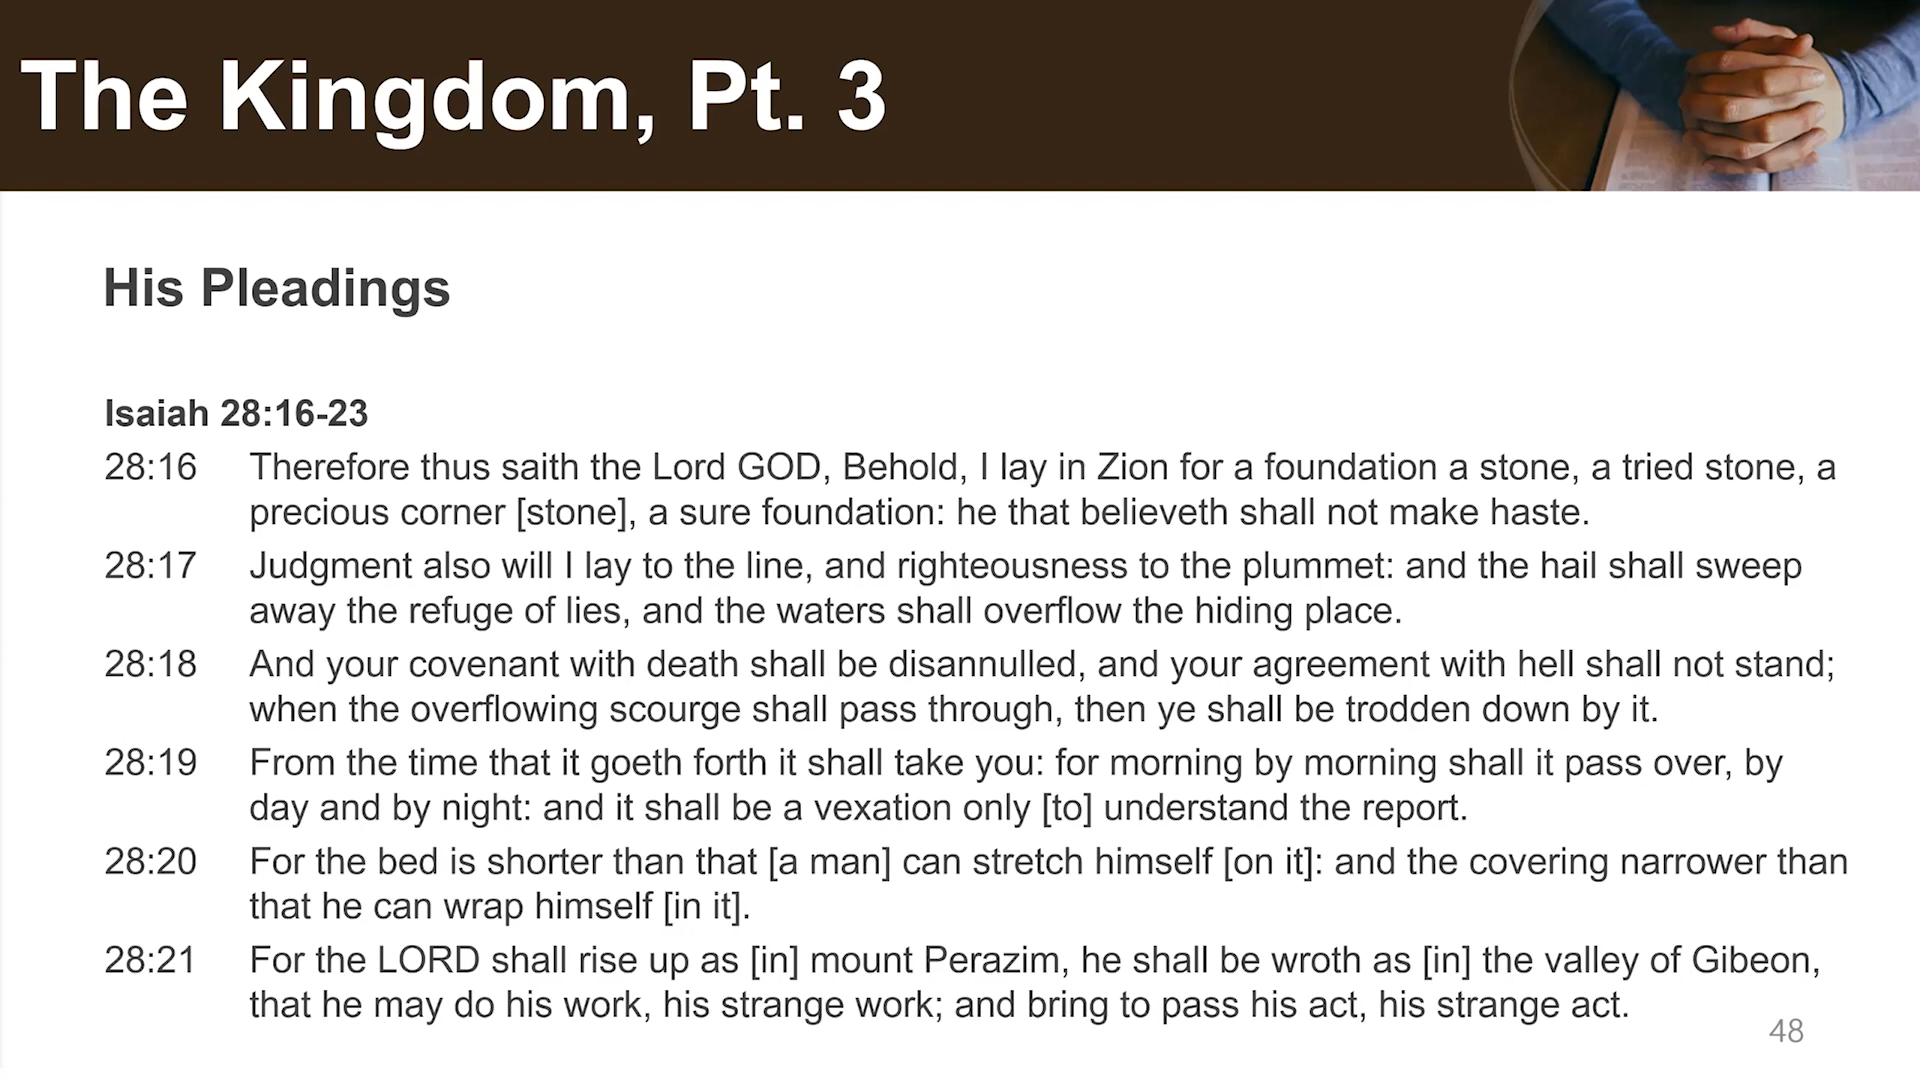 The Kingdom, Pt. 3
His Pleadings
Isaiah 28:16-23
28:16 Therefore thus saith the Lord GOD, Behold, I lay in Zion for a foundation a stone, a tried stone, a
precious corner [stone], a sure foundation: he that believeth shall not make haste.
28:17 Judgment also will I lay to the line, and righteousness to the plummet: and the hail shall sweep
away the refuge of lies, and the waters shall overflow the hiding place.
28:18 And your covenant with death shall be disannulled, and your agreement with hell shall not stand;
when the overflowing scourge shall pass through, then ye shall be trodden down by it.
28:19 From the time that it goeth forth it shall take you: for morning by morning shall it pass over, by
day and by night: and it shall be a vexation only [to] understand the report.
28:20 For the bed is shorter than that [a man] can stretch himself [on it]: and the covering narrower than
that he can wrap himself [in it].
28:21 For the LORD shall rise up as [in] mount Perazim, he shall be wroth as [in] the valley of Gibeon,
that he may do his work, his strange work; and bring to pass his act, his strange act.
48